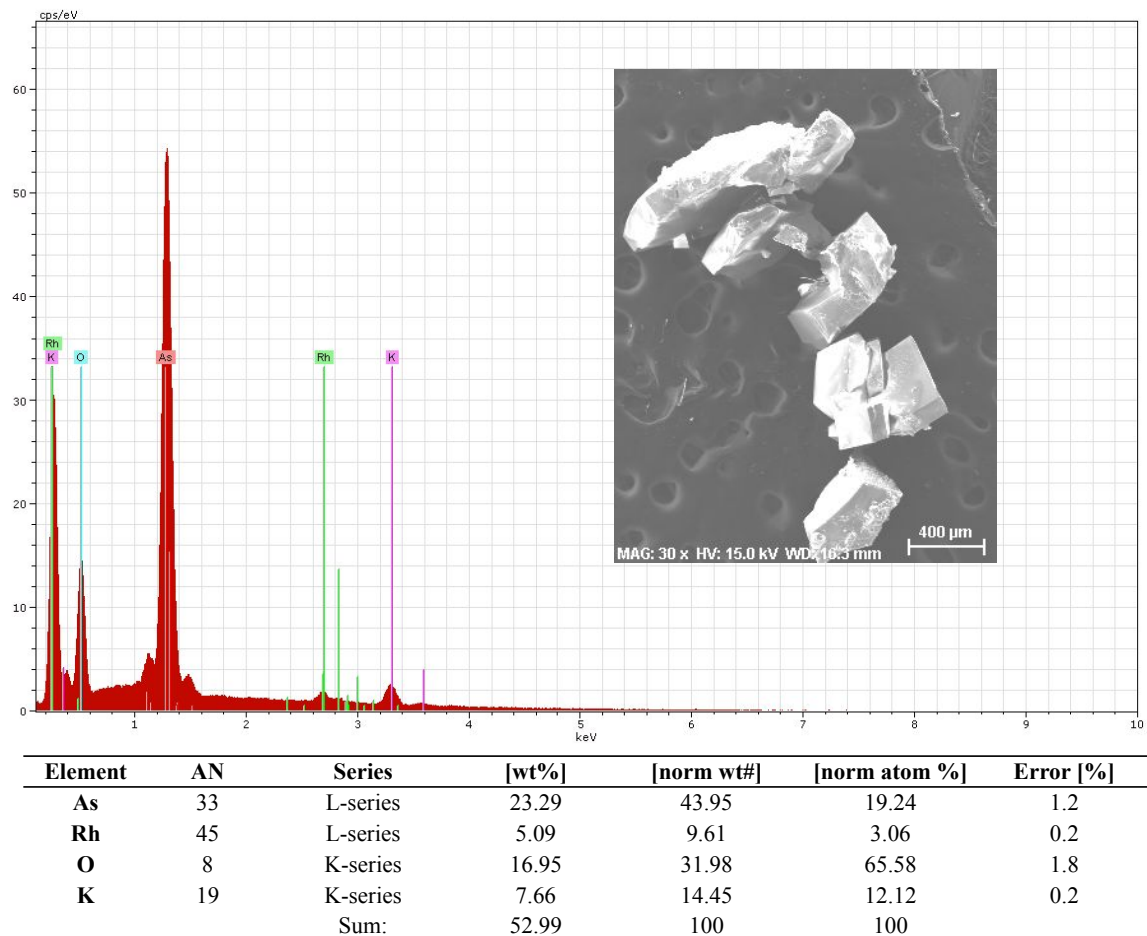 cps/eV
60
50
40
30
20
10
0
Rh
K O As Rh K
MAG: 30 x HV: 15.0 kV WD: 16.3 mm
400 µm
1 2 3 4 5 6 7 8 9 10
keV
Element AN Series [wt%] [norm wt#] [norm atom %] Error [%]
As 33 L-series 23.29 43.95 19.24 1.2
Rh 45 L-series 5.09 9.61 3.06 0.2
O 8 K-series 16.95 31.98 65.58 1.8
K 19 K-series 7.66 14.45 12.12 0.2
Sum: 52.99 100 100